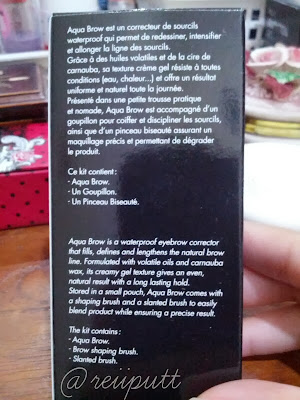 Aqua Brow est un correcteur de sourcils
waterproof qui permet de redessiner, intensifier
et allonger la ligne des sourcils.
Grâce à des huiles volatiles et de la cire de
carnauba, sa texture crème gel résiste à toutes
conditions (eau, chaleur...) et offre un résultat
uniforme et naturel toute la journée.
Présenté dans une petite trousse pratique
et nomade, Aqua Brow est accompagné d'un
goupillon pour coiffer et discipliner les sourcils,
ainsi que d'un pinceau biseauté assurant un
maquillage précis et permettant de dégrader
le produit.
Ce kit contient :
- Aqua Brow.
- Un Goupillon.
- Un Pinceau Biseauté.
Aqua Brow is a waterproof eyebrow corrector
that fills, defines and lengthens the natural brow
line. Formulated with volatile oils and carnauba
wax, its creamy gel texture gives an even,
natural result with a long lasting hold.
Stored in a small pouch, Aqua Brow comes with
a shaping brush and a slanted brush to easily
blend product while ensuring a precise result.
The kit contains :
- Aqua Brow.
- Brow shaping brush.
- Slanted brush.
@reiiputt